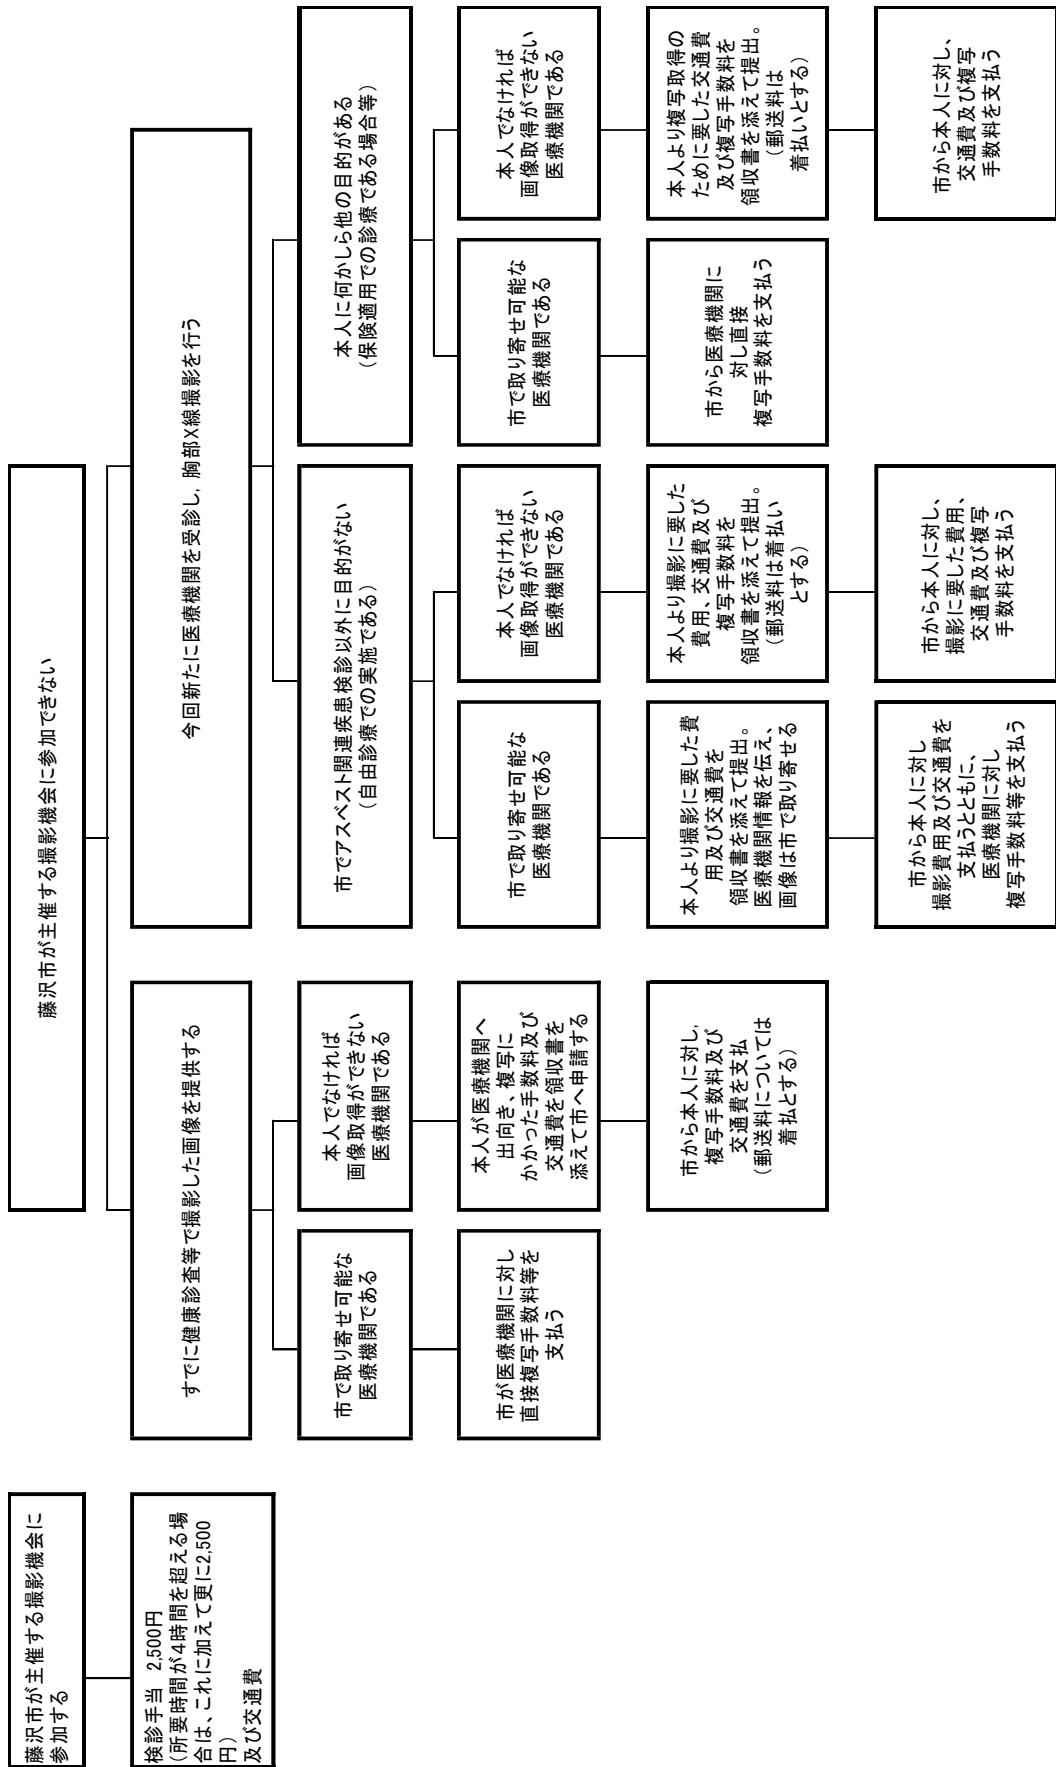 藤沢市が主催する撮影機会に
参加する
検診手当 2,500円
(所要時間が4時間を超える場
合は、これに加えて更に2,500
円)
及び交通費
藤沢市が主催する撮影機会に参加できない
すでに健康診査等で撮影した画像を提供する
市で取り寄せ可能な
医療機関である
市が医療機関に対し
直接複写手数料等を
支払う
本人でなければ
画像取得ができない
医療機関である
本人が医療機関へ
出向き、複写に
かかった手数料及び
交通費を領収書を
添えて市へ申請する
市から本人に対し,
複写手数料及び
交通費を支払
(郵送料については
着払とする)
今回新たに医療機関を受診し, 胸部X線撮影を行う
市でアスベスト関連疾患検診以外に目的がない
(自由診療での実施である)
市で取り寄せ可能な
医療機関である
本人より撮影に要した費
用及び交通費を
領収書を添えて提出。
医療機関情報を伝え、
画像は市で取り寄せる
市から本人に対し
撮影費用及び交通費を
支払うとともに、
医療機関に対し
複写手数料等を支払う
本人でなければ
画像取得ができない
医療機関である
本人より撮影に要した
費用、交通費及び
複写手数料を
領収書を添えて提出。
(郵送料は着払い
とする)
市から本人に対し、
撮影に要した費用、
交通費及び複写
手数料を支払う
本人に何かしら他の目的がある
(保険適用での診療である場合等)
市で取り寄せ可能な
医療機関である
市から医療機関に
対し直接
複写手数料を支払う
本人でなければ
画像取得ができない
医療機関である
本人より複写取得の
ために要した交通費
及び複写手数料を
領収書を添えて提出。
(郵送料は
着払いとする)
市から本人に対し、
交通費及び複写
手数料を支払う